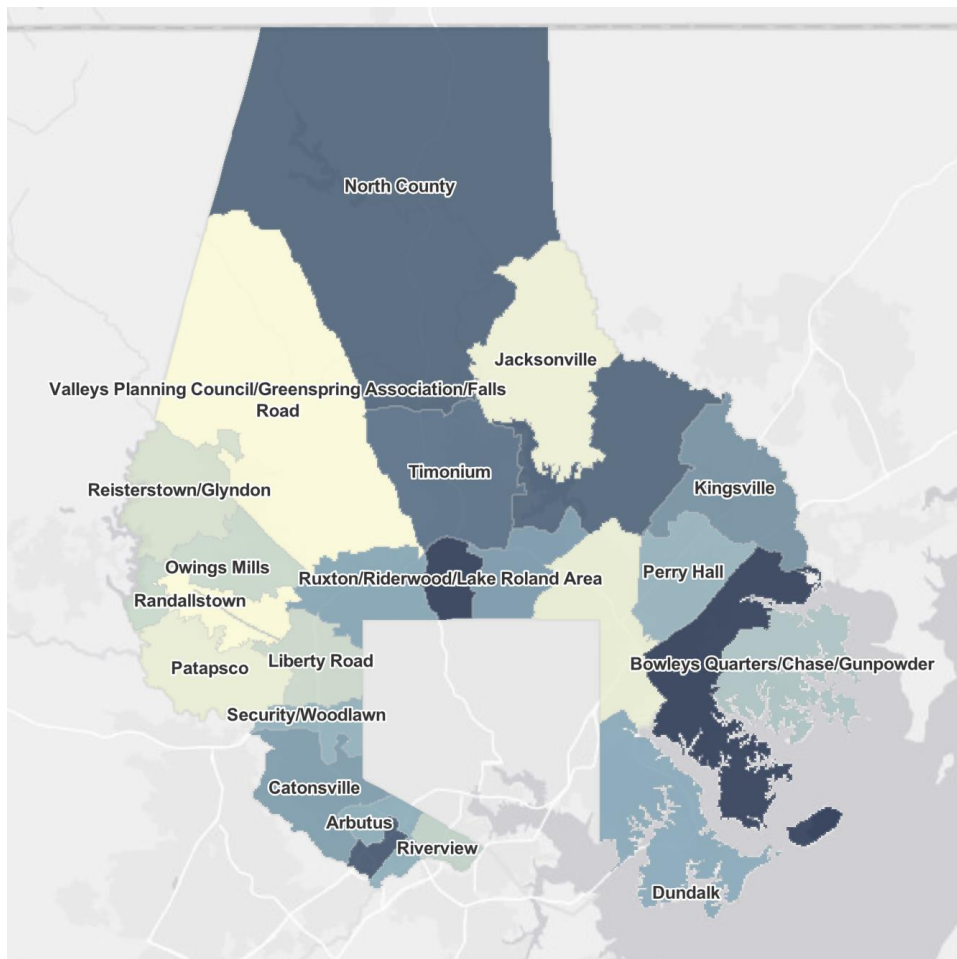 North County
Jacksonville
Valleys Planning Council/Greenspring Association/Falls
Road
Timonium
Reisterstown/Glyndon
Kingsville
Owings Mills
Ruxton/Riderwood/Lake Roland Area
Perry Hall
Randallstown
Liberty Road
Patapsco
Bowleys Quarters/Chase/Gunpowder
Security/Woodlawn
Catonsville
Arbutus
Riverview
Dundalk